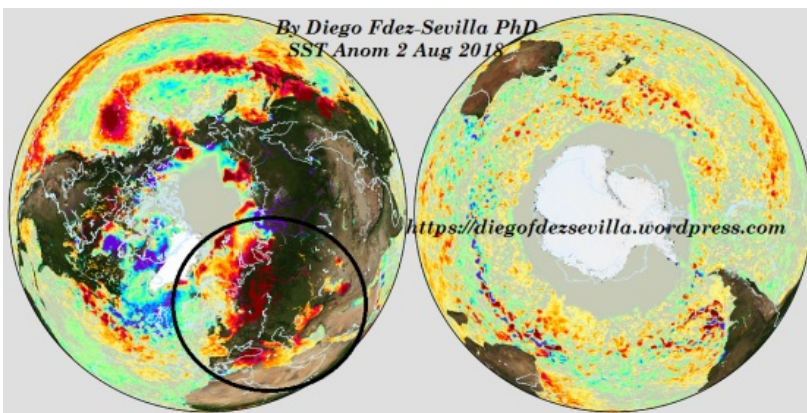 By Diego Fdez-Sevilla PhD
SST Anom 2 Aug 2018
https://diegofdezsevilla.wordpress.com